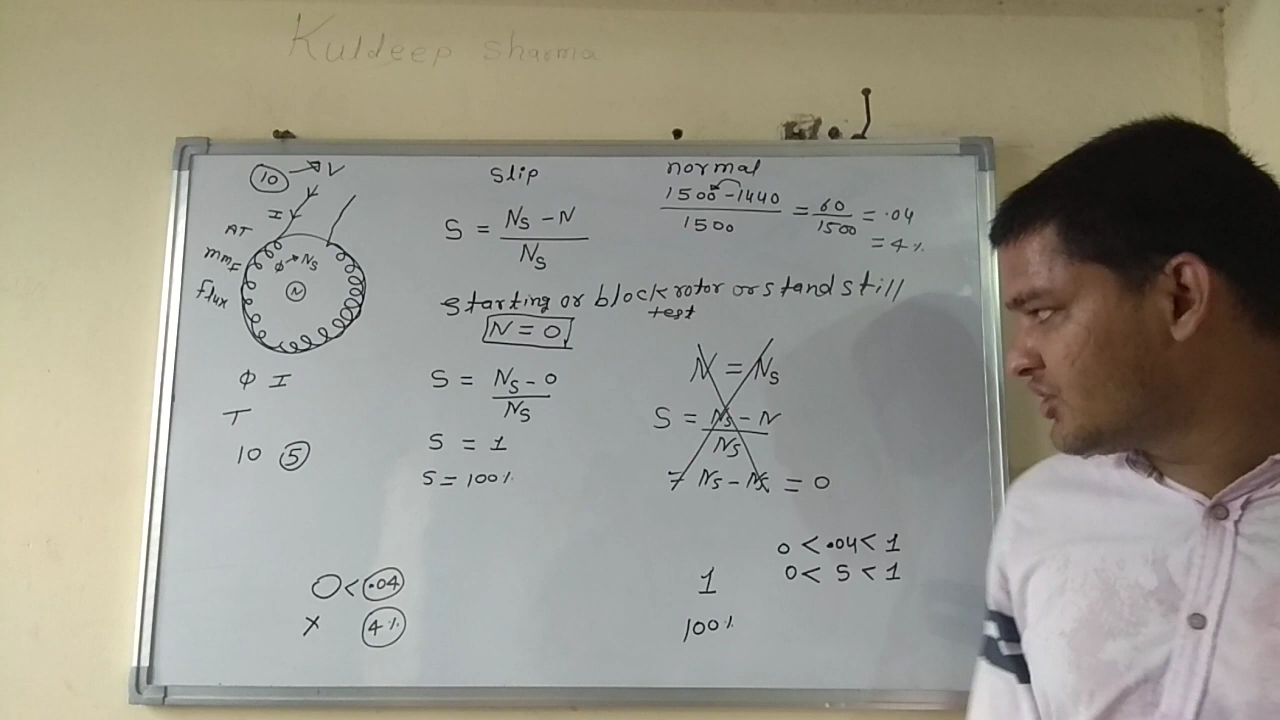 Kuldeep sharma
10 → V
I
AT
mmf
flux
φ → Ns
N
φ I
T
10 5
0 < .04
X 4%
Slip
S = Ns - N / Ns
normal
1500 - 1440 / 1500 = 60 / 1500 = .04
= 4%
Starting or block rotor or stand still
test
N = 0
S = Ns - 0 / Ns
S = 1
S = 100%
N = Ns
S = Ns - N / Ns
= Ns - Ns = 0
0 < .04 < 1
0 < S < 1
1
100%